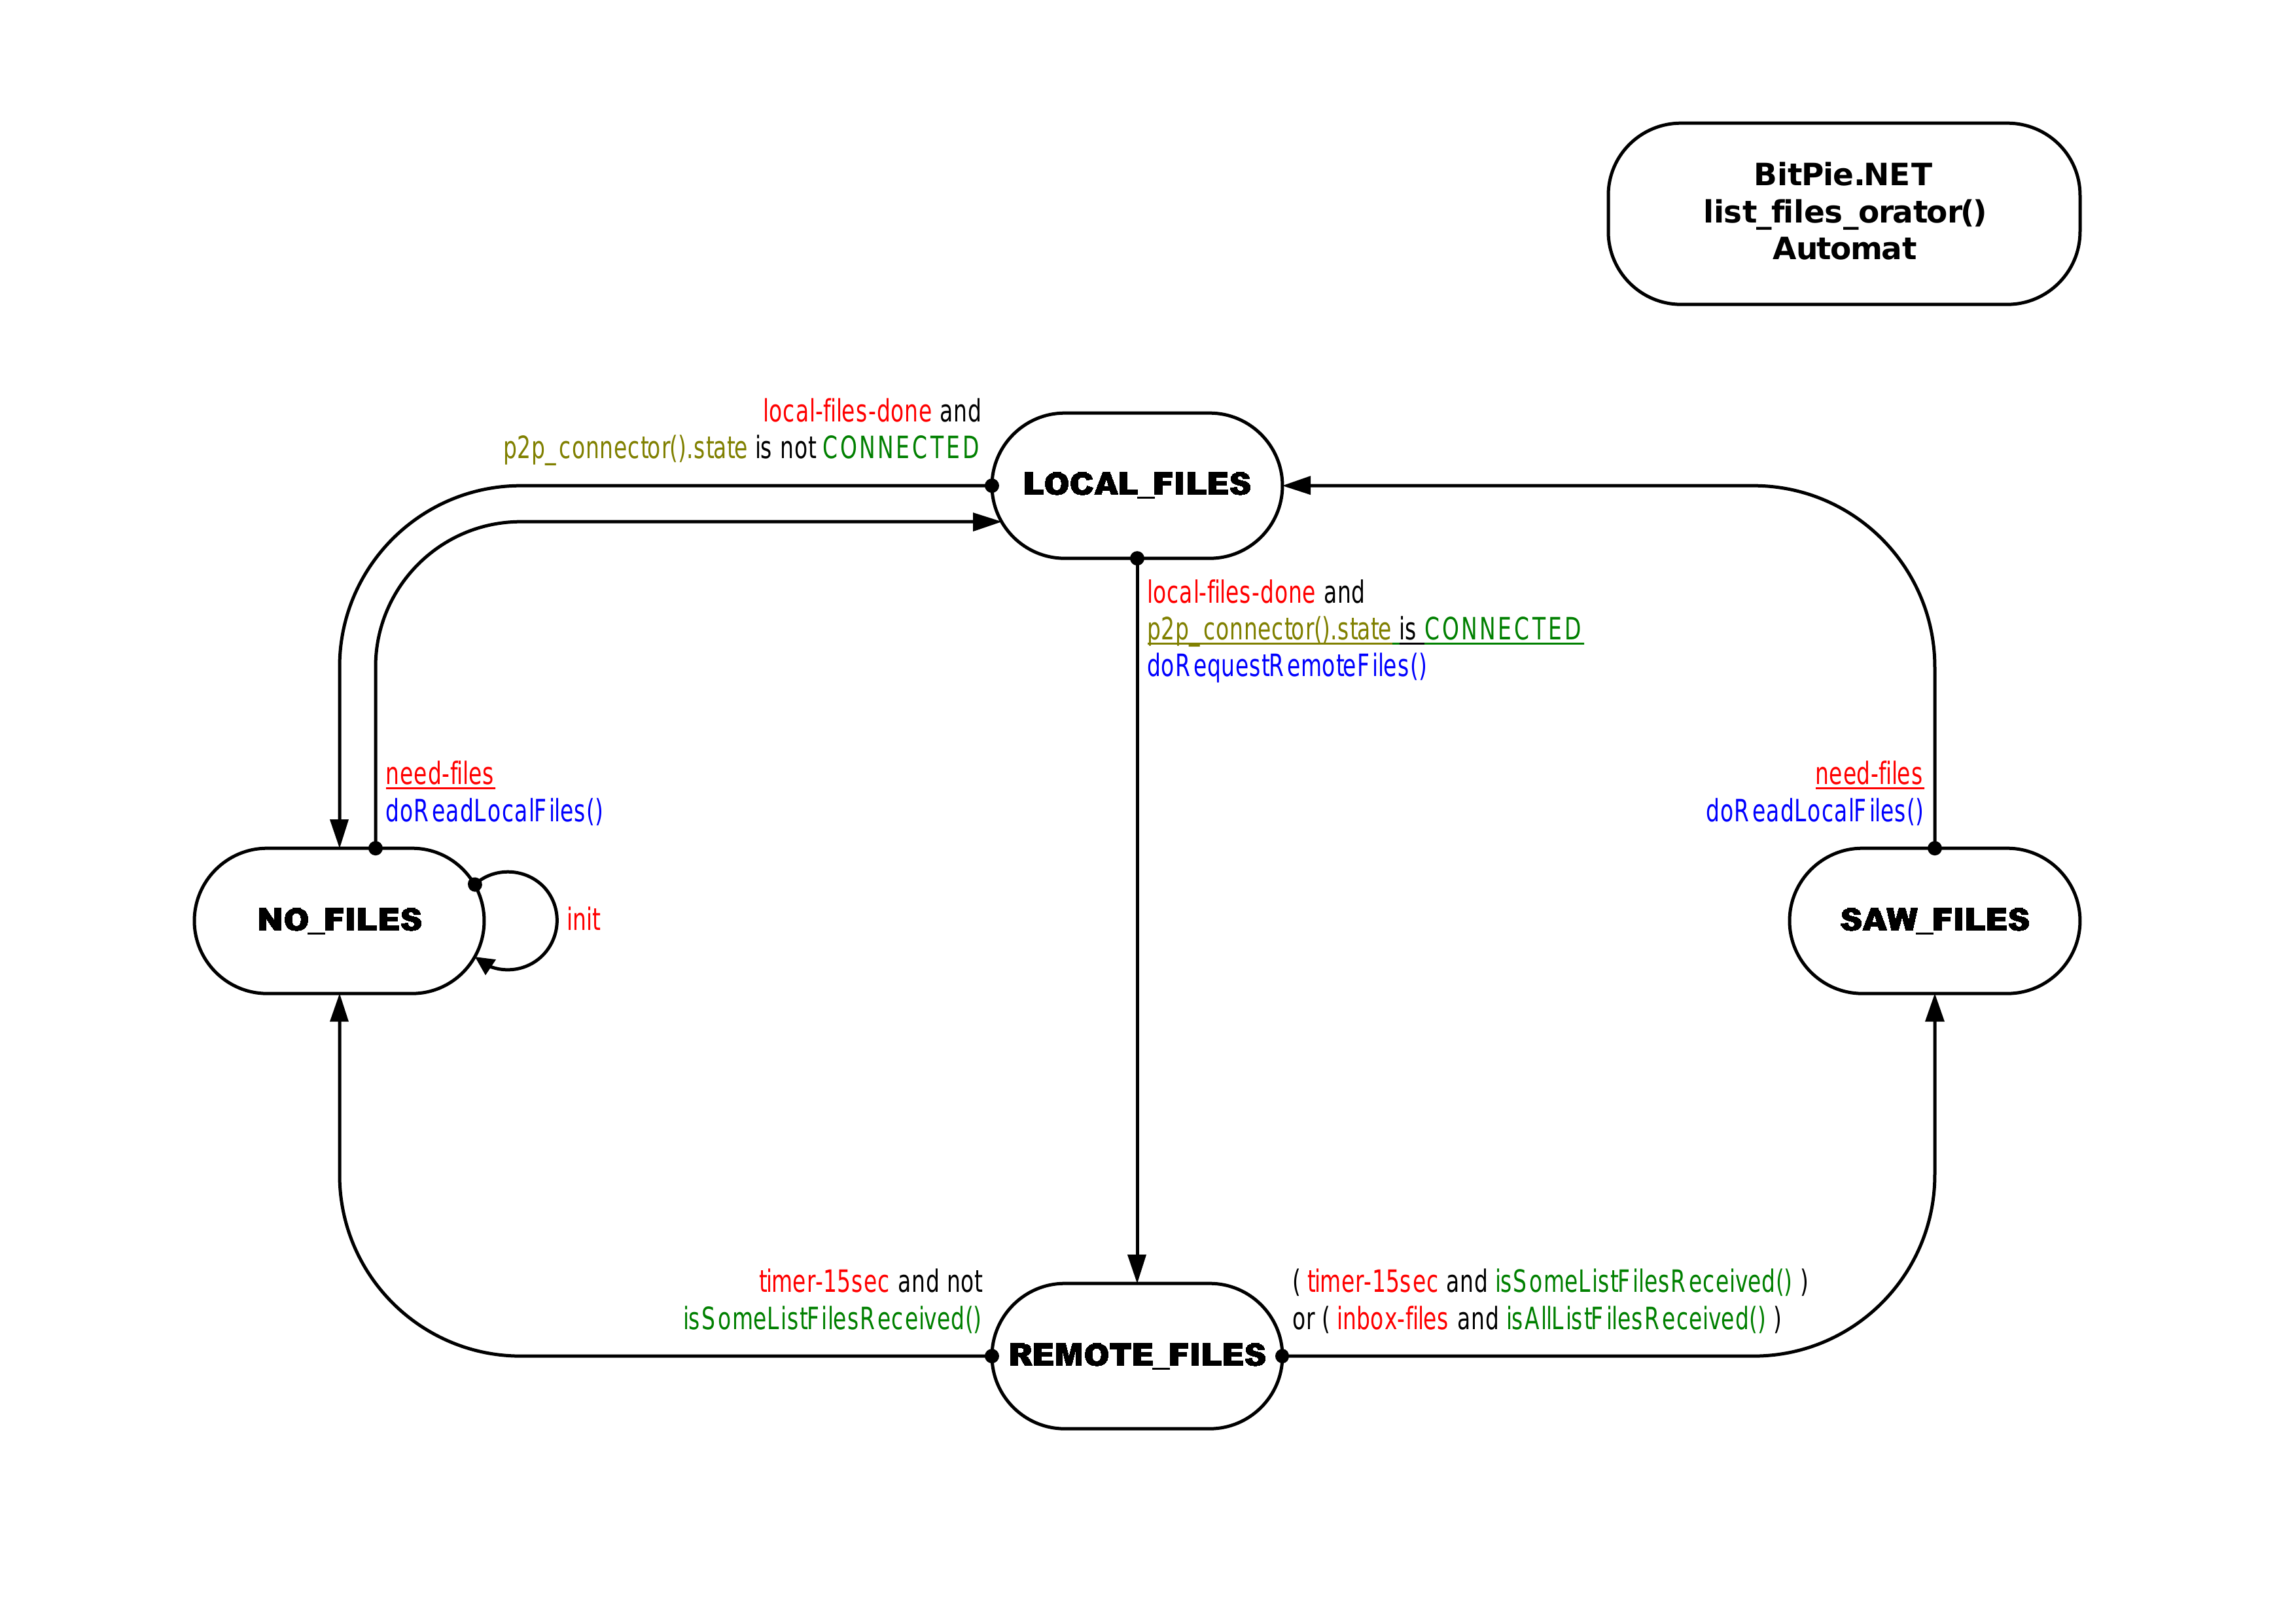 BitPie.NET
list_files_orator()
Automat
local-files-done and
p2p_connector().state is not CONNECTED
LOCAL_FILES
local-files-done and
p2p_connector().state is CONNECTED
doRequestRemoteFiles()
need-files
doReadLocalFiles()
need-files
doReadLocalFiles()
NO_FILES
init
SAW_FILES
timer-15sec and not
isSomeListFilesReceived()
( timer-15sec and isSomeListFilesReceived() )
or ( inbox-files and isAllListFilesReceived() )
REMOTE_FILES